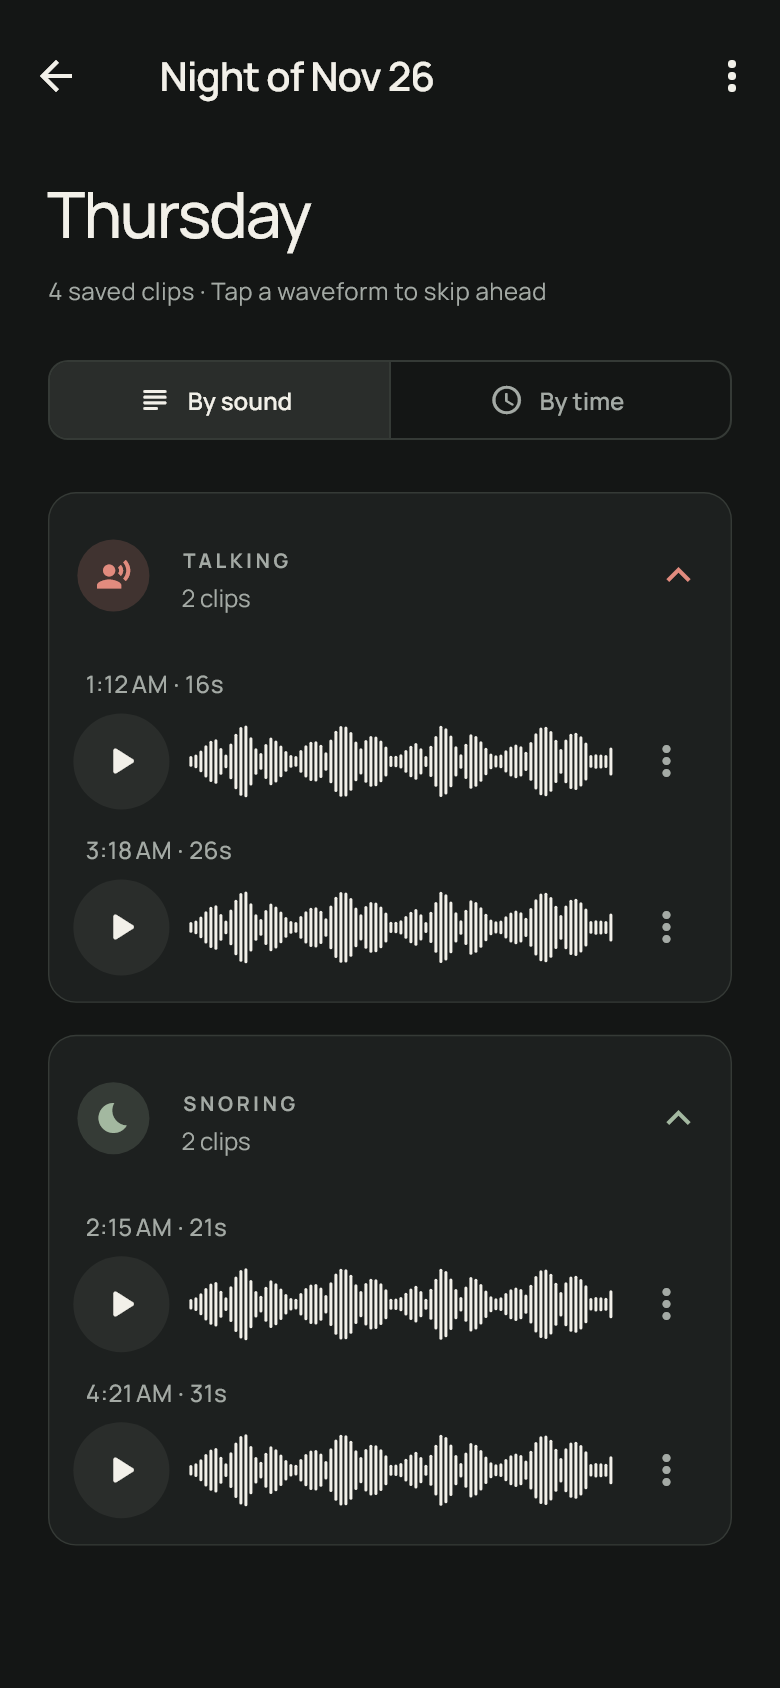 Night of Nov 26
Thursday
4 saved clips · Tap a waveform to skip ahead
By sound
By time
TALKING
2 clips
1:12 AM · 16s
3:18 AM · 26s
SNORING
2 clips
2:15 AM · 21s
4:21 AM · 31s